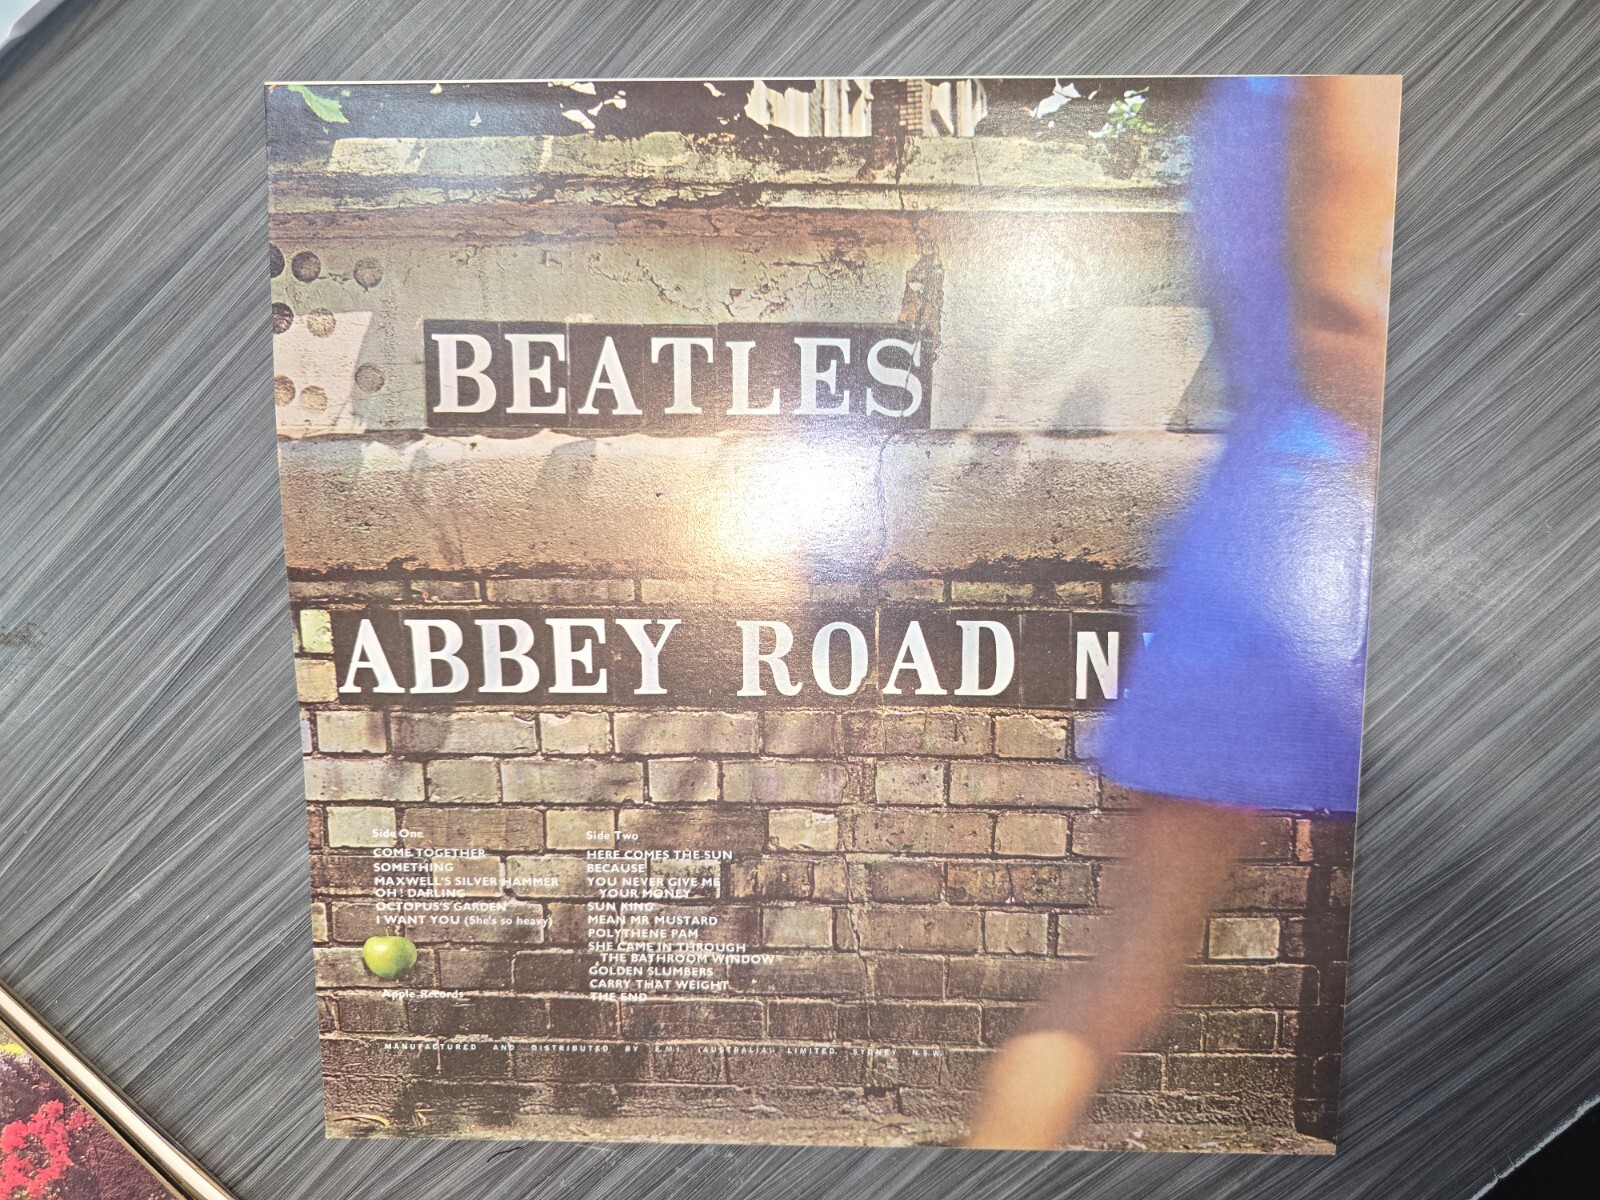 BEATLES
ABBEY ROAD N
Side One
COME TOGETHER
SOMETHING
MAXWELL'S SILVER HAMMER
OH! DARLING
OCTOPUS'S GARDEN
I WANT YOU (She's so heavy)
Apple Records
Side Two
HERE COMES THE SUN
BECAUSE
YOU NEVER GIVE ME
YOUR MONEY
SUN KING
MEAN MR MUSTARD
POLYTHENE PAM
SHE CAME IN THROUGH
THE BATHROOM WINDOW
GOLDEN SLUMBERS
CARRY THAT WEIGHT
THE END
MANUFACTURED AND DISTRIBUTED BY E.M.I. (AUSTRALIA) LIMITED. SYDNEY N.S.W.